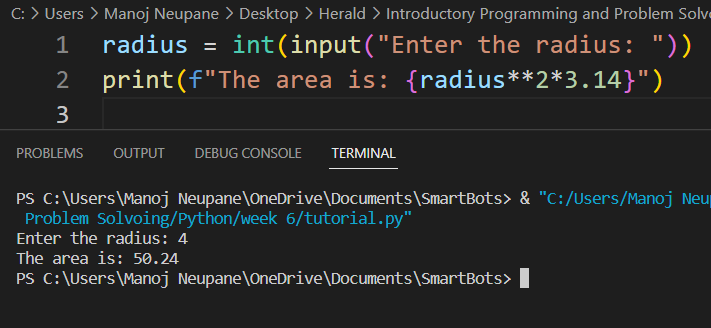 C: > Users > Manoj Neupane > Desktop > Herald > Introductory Programming and Problem Solvo
1 radius = int(input("Enter the radius: "))
2 print(f"The area is: {radius**2*3.14}")
3
PROBLEMS OUTPUT DEBUG CONSOLE TERMINAL
PS C:\Users\Manoj Neupane\OneDrive\Documents\SmartBots> & "C:/Users/Manoj Neup
Problem Solvoing/Python/week 6/tutorial.py"
Enter the radius: 4
The area is: 50.24
PS C:\Users\Manoj Neupane\OneDrive\Documents\SmartBots>